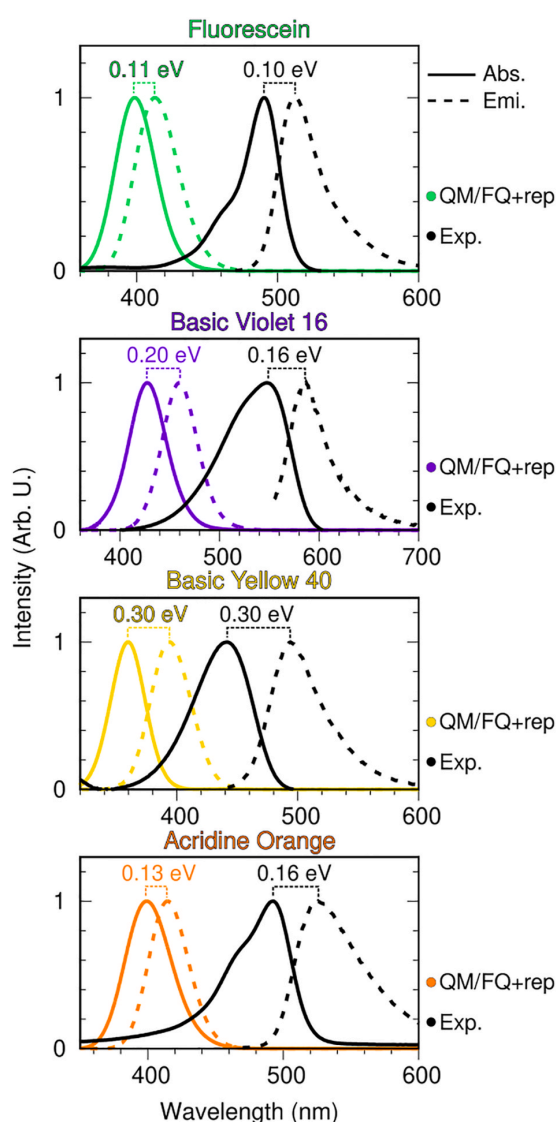 Fluorescein
0.11 eV
0.10 eV
Abs.
Emi.
1
QM/FQ+rep
Exp.
0
400
500
600
Basic Violet 16
0.20 eV
0.16 eV
1
QM/FQ+rep
Exp.
0
400
500
600
700
Intensity (Arb. U.)
Basic Yellow 40
0.30 eV
0.30 eV
1
QM/FQ+rep
Exp.
0
400
500
600
Acridine Orange
0.13 eV
0.16 eV
1
QM/FQ+rep
Exp.
0
400
500
600
Wavelength (nm)